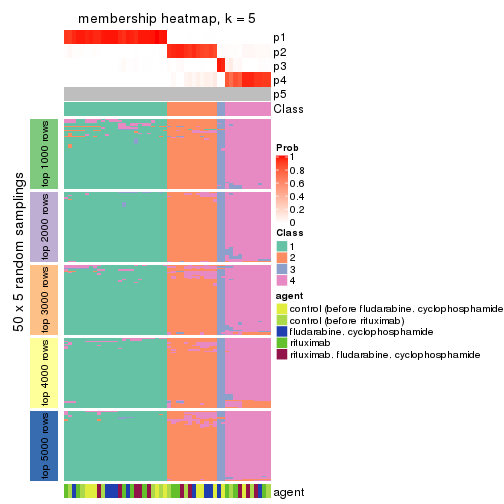 membership heatmap, k = 5
p1
p2
p3
p4
p5
Class
50 x 5 random samplings
top 1000 rows
top 2000 rows
top 3000 rows
top 4000 rows
top 5000 rows
agent
Prob
1
0.8
0.6
0.4
0.2
0
Class
1
2
3
4
agent
control (before fludarabine. cyclophosphamide
control (before rituximab)
fludarabine. cyclophosphamide
rituximab
rituximab. fludarabine. cyclophosphamide